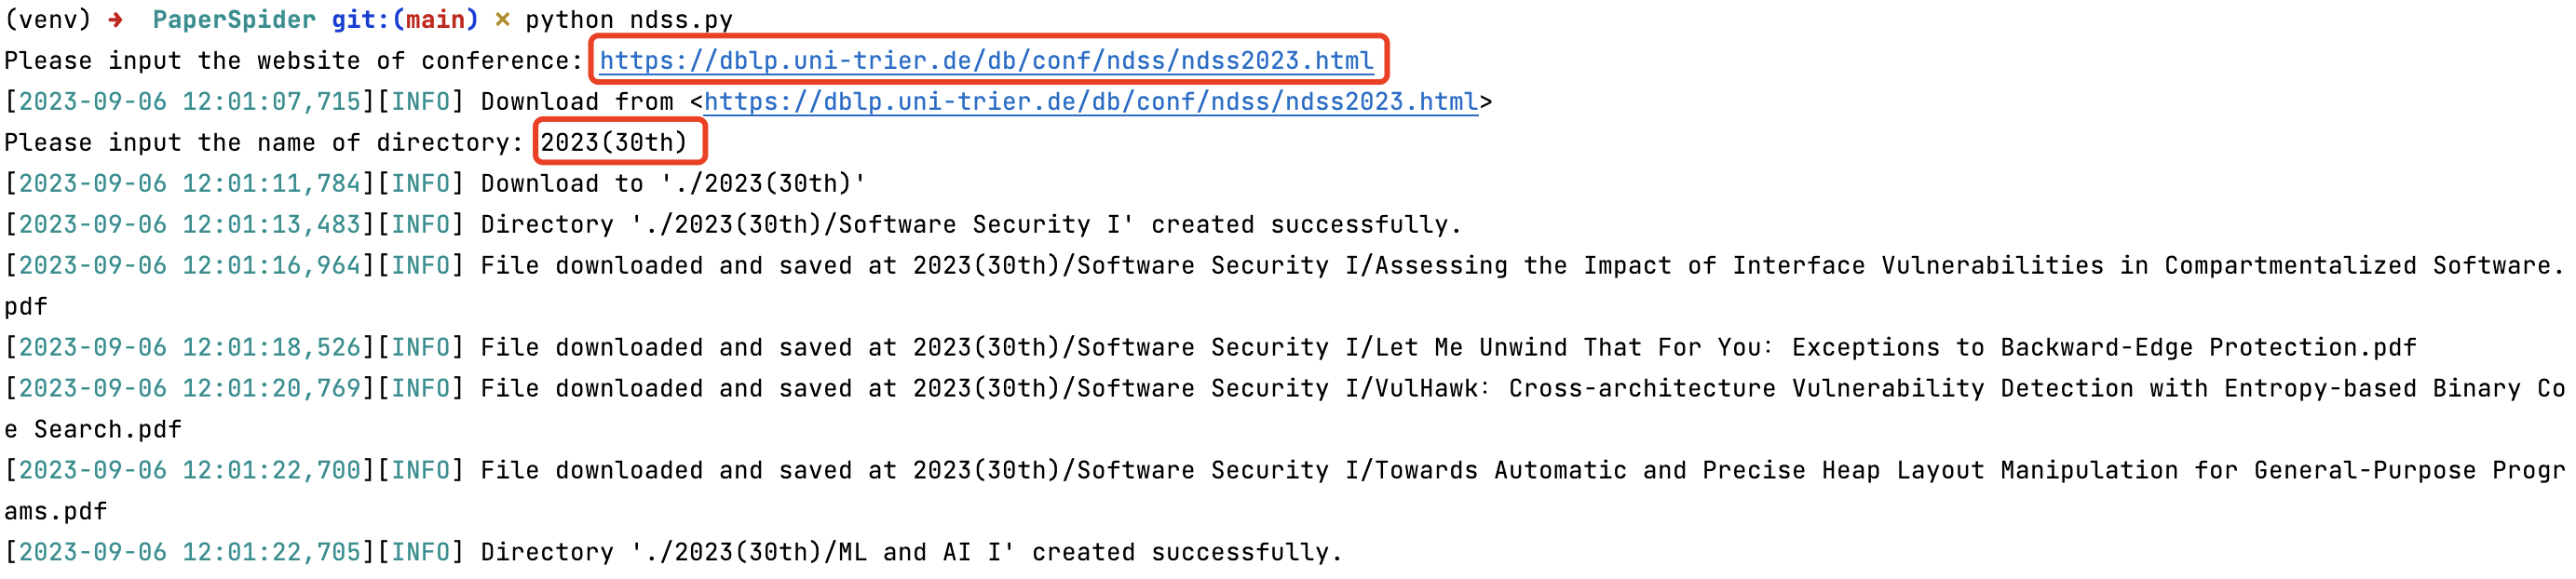 (venv) ➜  PaperSpider git:(main) ✗ python ndss.py
Please input the website of conference: https://dblp.uni-trier.de/db/conf/ndss/ndss2023.html
[2023-09-06 12:01:07,715][INFO] Download from <https://dblp.uni-trier.de/db/conf/ndss/ndss2023.html>
Please input the name of directory: 2023(30th)
[2023-09-06 12:01:11,784][INFO] Download to './2023(30th)'
[2023-09-06 12:01:13,483][INFO] Directory './2023(30th)/Software Security I' created successfully.
[2023-09-06 12:01:16,964][INFO] File downloaded and saved at 2023(30th)/Software Security I/Assessing the Impact of Interface Vulnerabilities in Compartmentalized Software.
pdf
[2023-09-06 12:01:18,526][INFO] File downloaded and saved at 2023(30th)/Software Security I/Let Me Unwind That For You: Exceptions to Backward-Edge Protection.pdf
[2023-09-06 12:01:20,769][INFO] File downloaded and saved at 2023(30th)/Software Security I/VulHawk: Cross-architecture Vulnerability Detection with Entropy-based Binary Co
e Search.pdf
[2023-09-06 12:01:22,700][INFO] File downloaded and saved at 2023(30th)/Software Security I/Towards Automatic and Precise Heap Layout Manipulation for General-Purpose Progr
ams.pdf
[2023-09-06 12:01:22,705][INFO] Directory './2023(30th)/ML and AI I' created successfully.